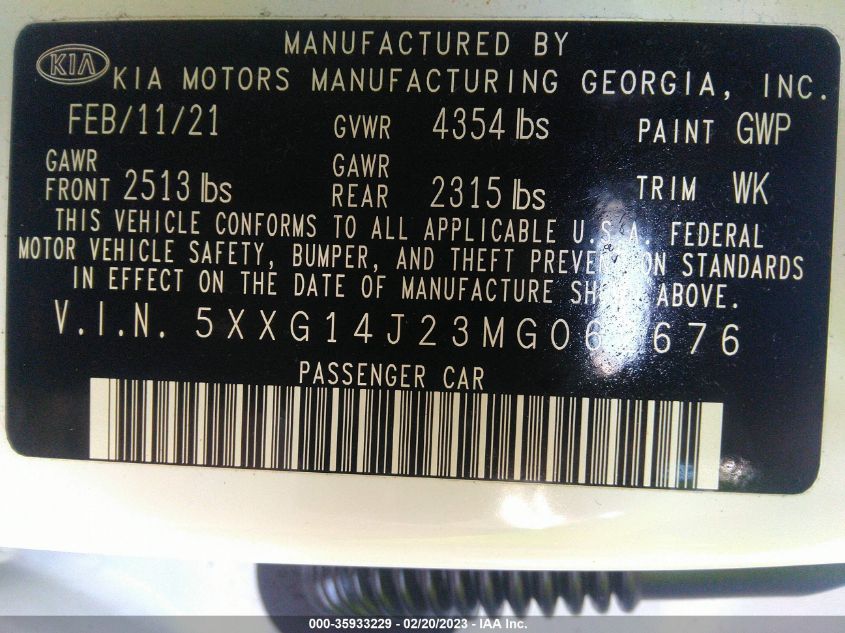 MANUFACTURED BY
KIA KIA MOTORS MANUFACTURING GEORGIA, INC.
FEB/11/21 GVWR 4354 lbs PAINT GWP
GAWR FRONT 2513 lbs GAWR REAR 2315 lbs TRIM WK
THIS VEHICLE CONFORMS TO ALL APPLICABLE U.S.A. FEDERAL
MOTOR VEHICLE SAFETY, BUMPER, AND THEFT PREVENTION STANDARDS
IN EFFECT ON THE DATE OF MANUFACTURE SHOWN ABOVE.
V.I.N.
PASSENGER CAR
000-35933229 — 02/20/2023 — IAA Inc.